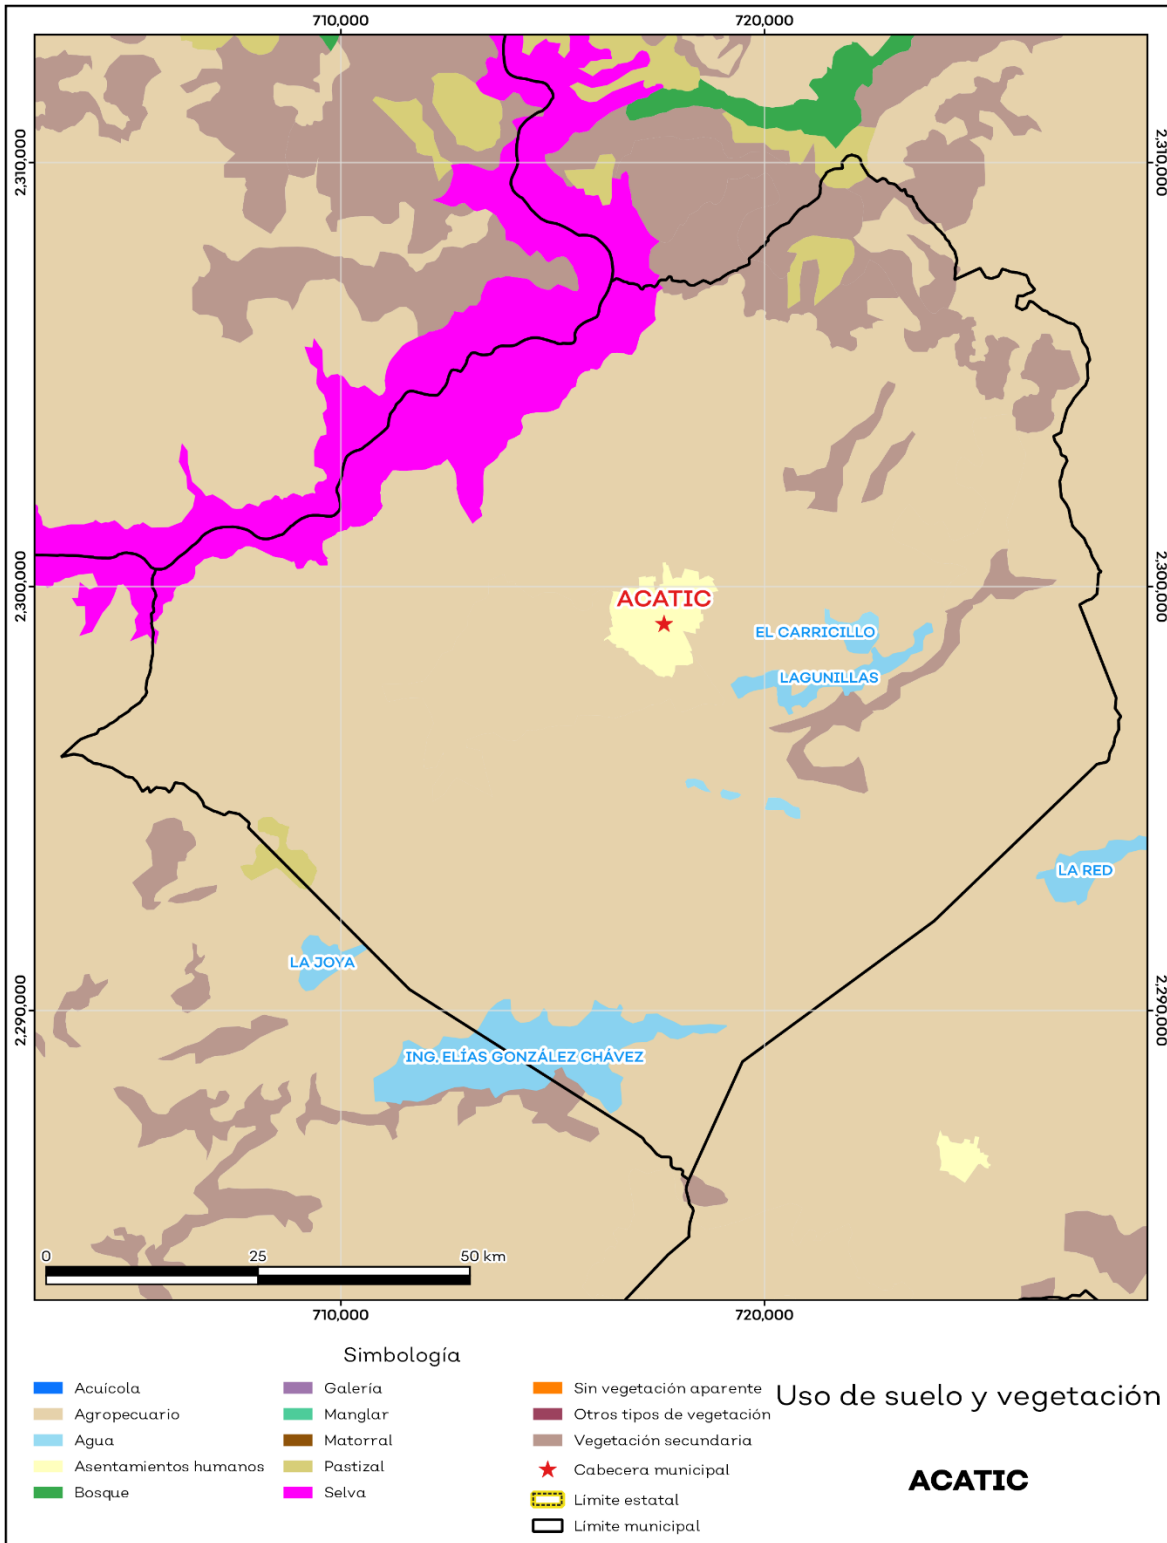 710,000
720,000
2,310,000
2,310,000
ACATIC
EL CARRICILLO
LAGUNILLAS
2,300,000
2,300,000
LA RED
LA JOYA
ING. ELÍAS GONZÁLEZ CHÁVEZ
2,290,000
2,290,000
0 25 50 km
710,000
720,000
Simbología
Acuícola
Agropecuario
Agua
Asentamientos humanos
Bosque
Galería
Manglar
Matorral
Pastizal
Selva
Sin vegetación aparente
Otros tipos de vegetación
Vegetación secundaria
Cabecera municipal
Límite estatal
Límite municipal
Uso de suelo y vegetación
ACATIC